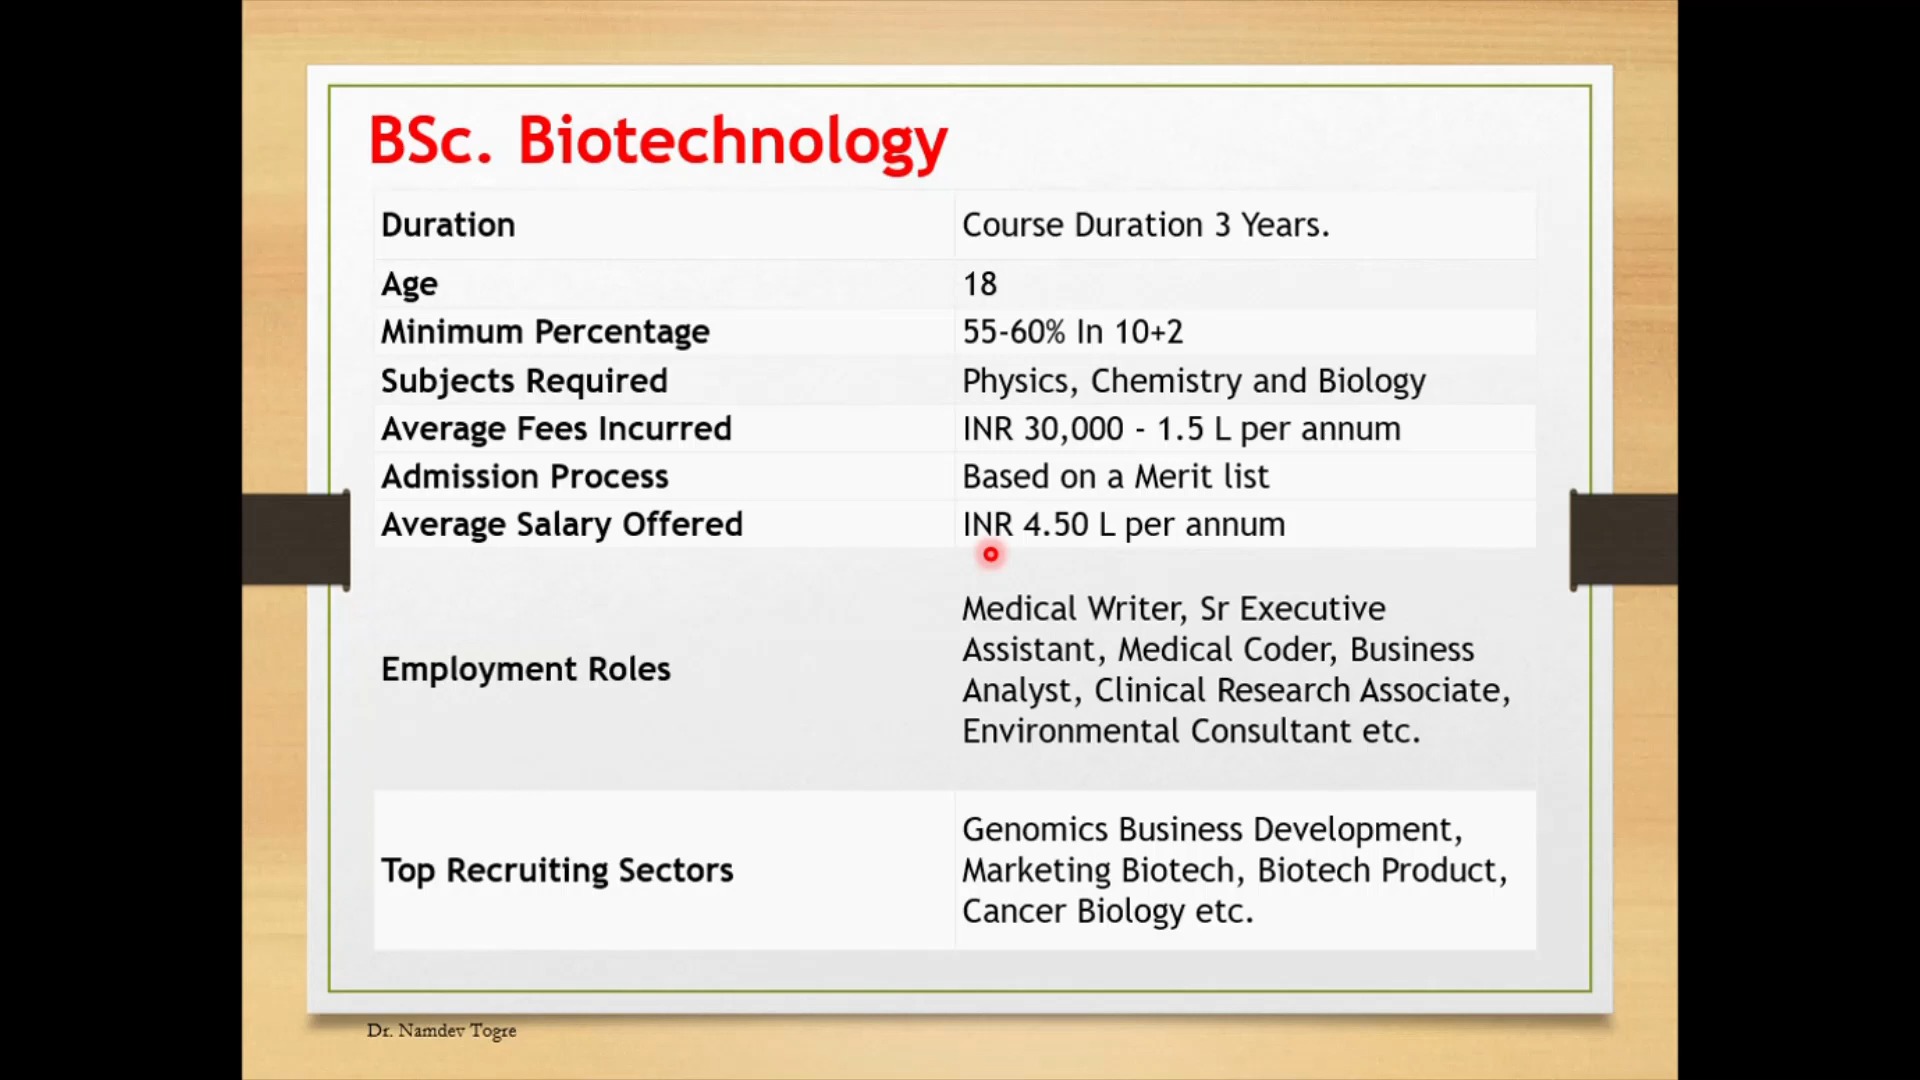 BSc. Biotechnology
Duration Course Duration 3 Years.
Age 18
Minimum Percentage 55-60% In 10+2
Subjects Required Physics, Chemistry and Biology
Average Fees Incurred INR 30,000 - 1.5 L per annum
Admission Process Based on a Merit list
Average Salary Offered INR 4.50 L per annum
Employment Roles
Medical Writer, Sr Executive
Assistant, Medical Coder, Business
Analyst, Clinical Research Associate,
Environmental Consultant etc.
Top Recruiting Sectors
Genomics Business Development,
Marketing Biotech, Biotech Product,
Cancer Biology etc.
Dr. Namdev Togre